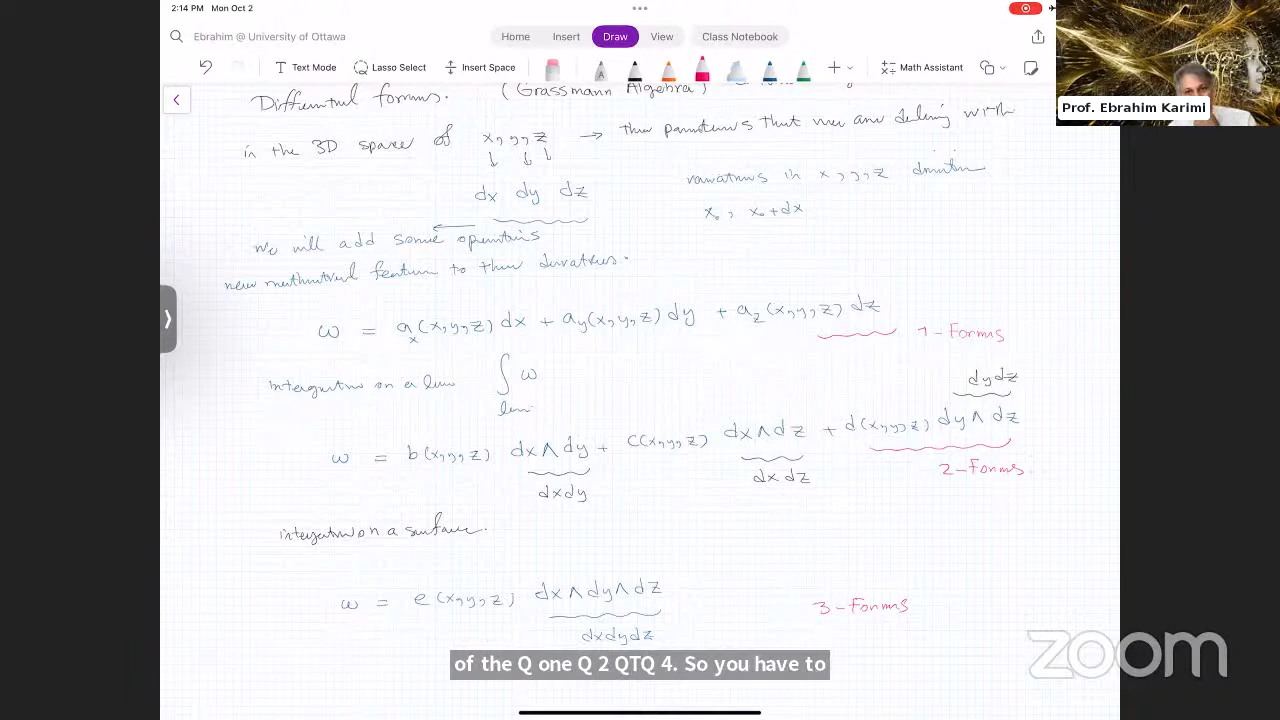 2:14 PM Mon Oct 2
Ebrahim @ University of Ottawa
Home Insert Draw View Class Notebook
Text Mode Lasso Select Insert Space Math Assistant
Prof. Ebrahim Karimi
Differential forms. (Grassmann Algebra)
in the 3D space of x, y, z → the parameters that we are dealing with
↓ ↓ ↓
dx dy dz
variations in x, y, z direction
x₀, x₀+dx
We will add some operators
new mathematical feature to the derivatives.
ω = aₓ(x,y,z) dx + a_y(x,y,z) dy + a_z(x,y,z) dz
1-Forms
Integration on a line ∫ ω
line
dydz
ω = b(x,y,z) dx∧dy + c(x,y,z) dx∧dz + d(x,y,z) dy∧dz
dxdy
dx dz
2-Forms
integration on a surface.
ω = e(x,y,z) dx∧dy∧dz
3-Forms
dxdydz
of the Q one Q 2 QTQ 4. So you have to
zoom